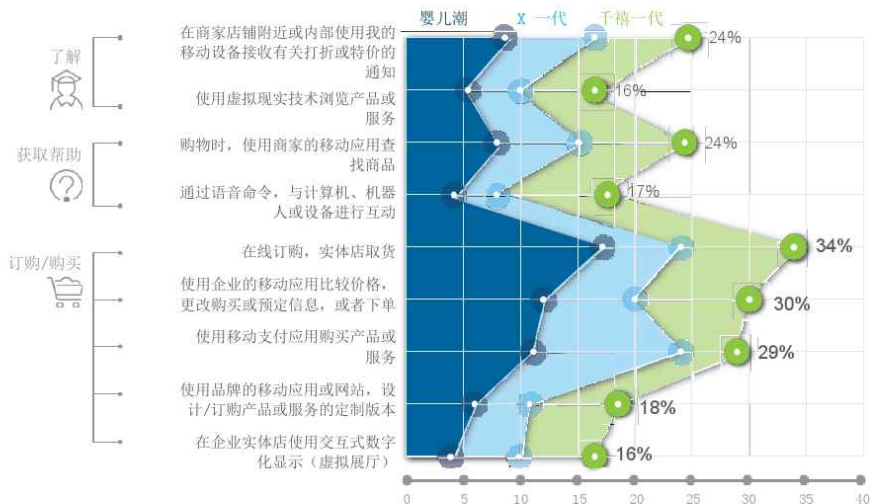 婴儿潮 X 一代 千禧一代
了解
在商家店铺附近或内部使用我的
移动设备接收有关打折或特价的
通知
24%
使用虚拟现实技术浏览产品或
服务
16%
获取帮助
购物时，使用商家的移动应用查
找商品
24%
通过语音命令，与计算机、机器
人或设备进行互动
17%
订购/购买
在线订购，实体店取货
34%
使用企业的移动应用比较价格，
更改购买或预定信息，或者下单
30%
使用移动支付应用购买产品或
服务
29%
使用品牌的移动应用或网站，设
计/订购产品或服务的定制版本
18%
在企业实体店使用交互式数字
化显示（虚拟展厅）
16%
0 5 10 15 20 25 30 35 40